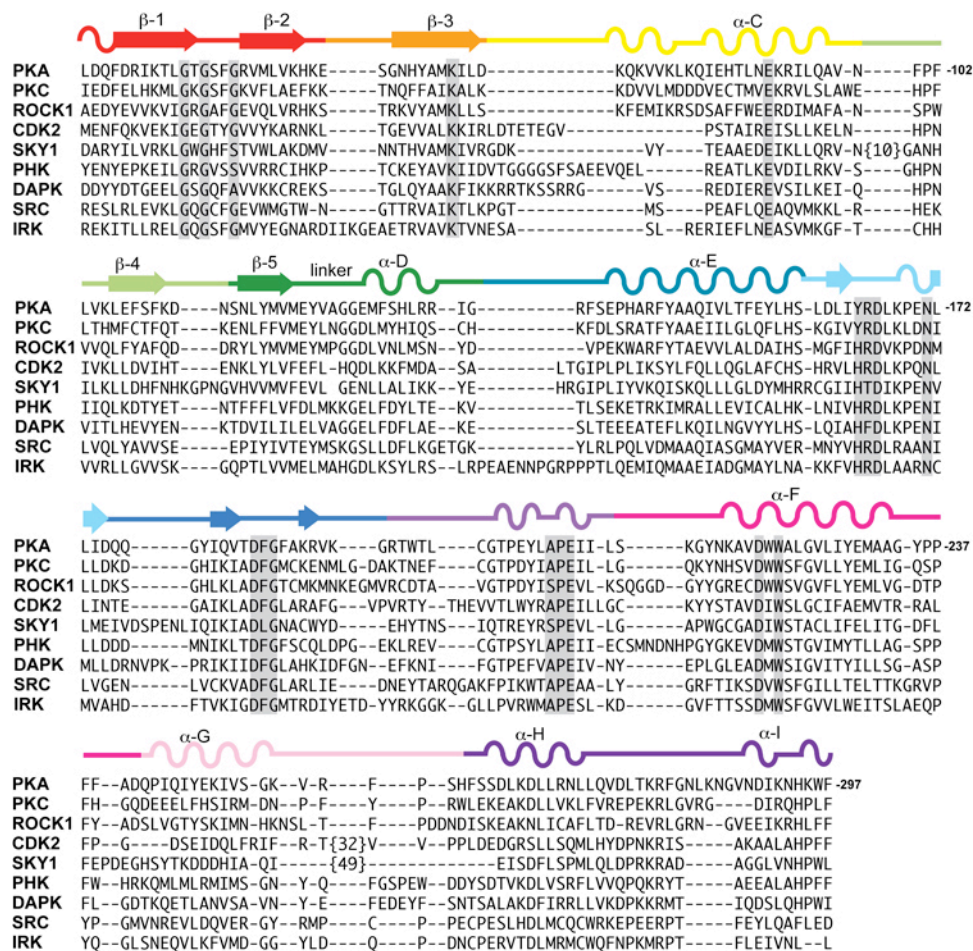 β-1 β-2 β-3 α-C
PKA LDQFDRIKTLGTGSFGRVMLVKHKE-----SGNHYAMKILD-----------KQKVVKLKQIEHTLNEKRILQAV-N-----FPF -102
PKC IEDFELHKMLGKGSFGKVFLAEFKK-----TNQFFAIKALK-----------KDVVLMDDDVECTMVEKRVLSLAWE-----HPF
ROCK1 AEDYEVVKVIGRGAFGEVQLVRHKS-----TRKVYAMKLLS-----------KFEMIKRSDSAFFWEERDIMAFA-N-----SPW
CDK2 MENFQKVEKIGEGTYGVVYKARNKL-----TGEVVALKKIRLDTETEGV---------PSTAIREISLLKELN------HPN
SKY1 DARYILVRKLGWGHFSTVWLAKDMV-----NNTHVAMKIVRGDK---------VY---TEAAEDEIKLLQRV-N{10}GANH
PHK YENYEPKEILGRGVSSVVRRCIHKP-----TCKEYAVKIIDVTGGGGSFSAEEVQEL----REATLKEVDILRKV-S----GHPN
DAPK DDYYDTGEELGSGQFAVVKKCREKS-----TGLQYAAKFIKKRRTKSSRRG----VS----REDIEREVSILKEI-Q-----HPN
SRC RESLRLEVKLGQGCFGEVWMGTW-N-----GTTRVAIKTLKPGT---------MS---PEAFLQEAQVMKKL-R-----HEK
IRK REKITLLRELGQGSFGMVYEGNARDIIKGEAETRVAVKTVNESA---------SL---RERIEFLNEASVMKGF-T-----CHH
β-4 β-5 linker α-D α-E
PKA LVKLEFSFKD----NSNLYMVMEYVAGGEMFSHLRR--IG---------RFSEPHARFYAAQIVLTFEYLHS-LDLIYRDLKPENL -172
PKC LTHMFCTFQT----KENLFFVMEYLNGGDLMYHIQS--CH---------KFDLSRATFYAAEIILGLQFLHS-KGIVYRDLKLDNI
ROCK1 VVQLFYAFQD----DRYLYMVMEYMPGGDLVNLMSN--YD---------VPEKWARFYTAEVVLALDAIHS-MGFIHRDVKPDNM
CDK2 IVKLLDVIHT----ENKLYLVFEFL-HQDLKKFMDA--SA-------LTGIPLPLIKSYLFQLLQGLAFCHS-HRVLHRDLKPQNL
SKY1 ILKLLDHFNHKGPNGVHVVMVFEVL-GENLLALIKK--YE-------HRGIPLIYVKQISKQLLLGLDYMHRRCGIIHTDIKPENV
PHK IIQLKDTYET----NTFFFLVFDLMKKGELFDYLTE--KV---------TLSEKETRKIMRALLEVICALHK-LNIVHRDLKPENI
DAPK VITLHEVYEN----KTDVILILELVAGGELFDFLAE--KE---------SLTEEEATEFLKQILNGVYYLHS-LQIAHFDLKPENI
SRC LVQLYAVVSE-----EPIYIVTEYMSKGSLLDFLKGETGK---------YLRLPQLVDMAAQIASGMAYVER-MNYVHRDLRAANI
IRK VVRLLGVVSK----GQPTLVVMELMAHGDLKSYLRS--LRPEAENNPGRPPPTLQEMIQMAAEIADGMAYLNA-KKFVHRDLAARNC
α-F
PKA LIDQQ------GYIQVTDFGFAKRVK----GRTWTL----CGTPEYLAPEII-LS-----KGYNKAVDWWALGVLIYEMAAG-YPP -237
PKC LLDKD------GHIKIADFGMCKENMLG-DAKTNEF----CGTPDYIAPEIL-LG-----QKYNHSVDWWSFGVLLYEMLIG-QSP
ROCK1 LLDKS------GHLKLADFGTCMKMNKEGMVRCDTA----VGTPDYISPEVLKSQGGD--GYYGRECDWWSVGVFLYEMLVG-DTP
CDK2 LINTE------GAIKLADFGLARAFG---VPVRTY--THEVVTLWYRAPEILLGC-----KYYSTAVDIWSLGCIFAEMVTR-RAL
SKY1 LMEIVDSPENLIQIKIADLGNACWYD-----EHYTNS---IQTREYRSPEVL-LG-----APWGCGADIWSTACLIFELITG-DFL
PHK LLDDD------MNIKLTDFGFSCQLDPG--EKLREV----CGTPSYLAPEIIECSMNDNHPGYGKEVDMWSTGVIMYTLLAG-SPP
DAPK MLLDRNVPK--PRIKIIDFGLAHKIDFGN--EFKNI----FGTPEFVAPEIV-NY-----EPLGLEADMWSIGVITYILLSG-ASP
SRC LVGEN------LVCKVADFGLARLIE---DNEYTARQGAKFPIKWTAPEAA--LY-----GRFTIKSDVWSFGILLTELTTKGRVP
IRK MVAHD------FTVKIGDFGMTRDIYETD--YYRKGGK--GLLPVRWMAPESL-KD-----GVFTTSSDMWSFGVVLWEITSLAEQP
α-G α-H α-I
PKA FF--ADQPIQIYEKIVS-GK--V-R----F----P--SHFSSDLKDLLRNLLQVDLTKRFGNLKNGVNDIKNHKWF -297
PKC FH--GQDEEELFHSIRMD-DN--P-F----Y----P--RWLEKEAKDLLVKLFVREPEKRLGVRG----DIRQHPLF
ROCK1 FY--ADSLVGTYSKIMN-HKNSL-T----F----PDDNDISKEAKNLICAFLTD-REVRLGRN---GVEEIKRHLFF
CDK2 FP--G---DSEIDQLFRIF-R-T{32}V----V--PPLDEDGRSLLSQMLHYDPNKRIS-----AKAALAHPFF
SKY1 FEPDEGHSYTKDDDHIA-QI----{49}-----------EISDFLSPMLQLDPRKRAD-----AGGLVNHPWL
PHK FW--HRKQMLMLRMIMSG-GN--Y-Q----FGSPEW--DDYSDTVKDLVSRFLVVQPQKRYT-----AEEALAHPFF
DAPK FL--GDTKQETLANVSA-VN--Y-E----FEDEYF--SNTSALAKDFIRRLLVKDPKKRMT-----IQDSLQHPWI
SRC YP--GMVNREVLDQVER-GY--RMP----C----P--PECPESLHDLMCQCWRKEPEERPT-----FEYLQAFLED
IRK YQ--GLSNEQVLKFVMD-GG--YLD----Q----P--DNCPERVTDLMRMCWQFNPKMRPT-----FLEIVNL--